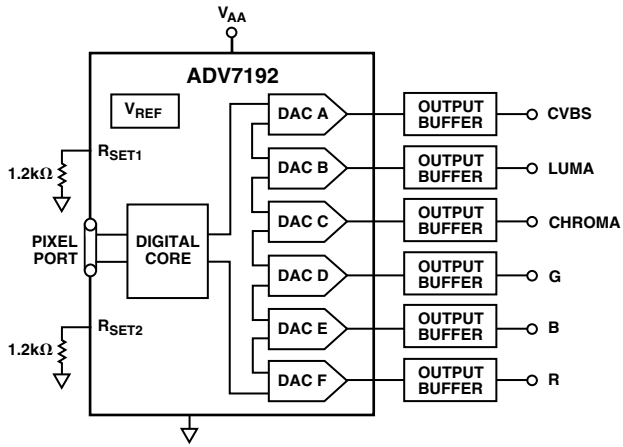 VAA
ADV7192
VREF
RSET1
1.2kΩ
PIXEL
PORT
DIGITAL
CORE
RSET2
1.2kΩ
DAC A
OUTPUT
BUFFER
CVBS
DAC B
OUTPUT
BUFFER
LUMA
DAC C
OUTPUT
BUFFER
CHROMA
DAC D
OUTPUT
BUFFER
G
DAC E
OUTPUT
BUFFER
B
DAC F
OUTPUT
BUFFER
R